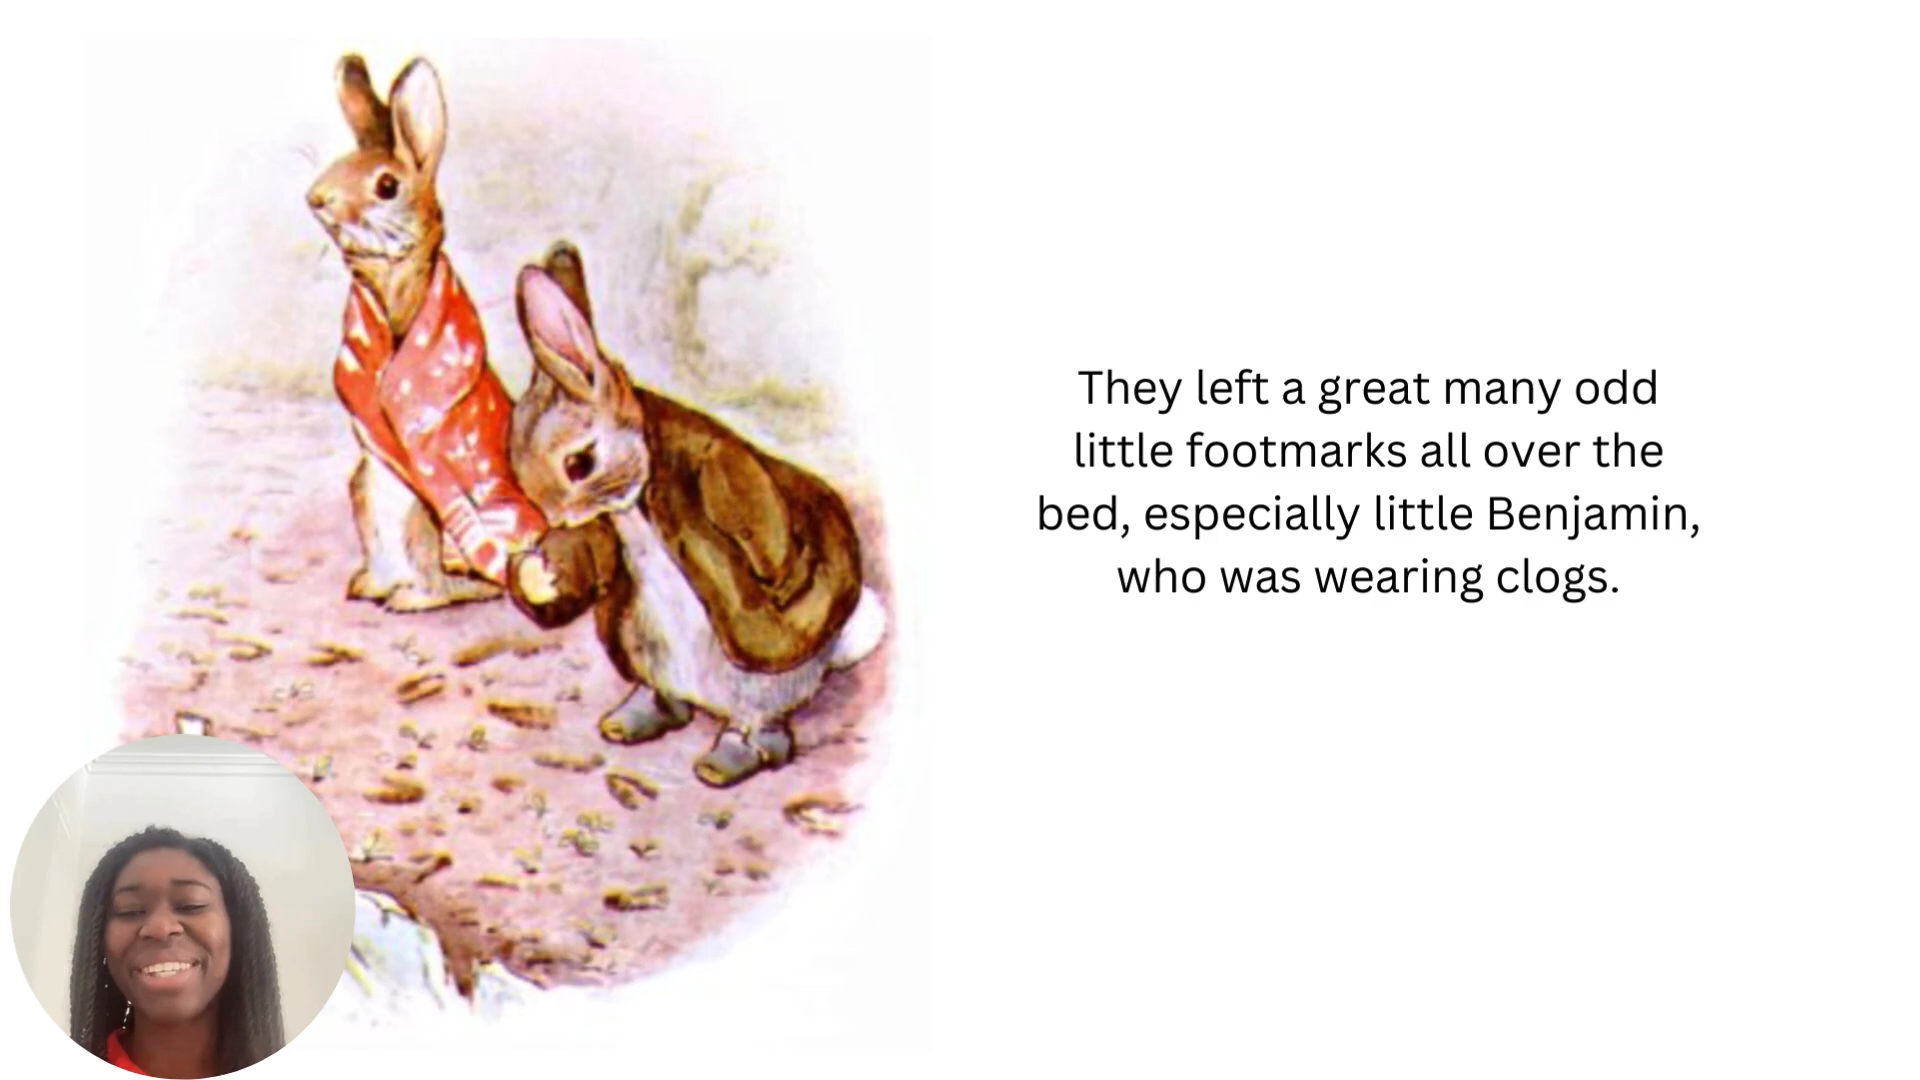 They left a great many odd
little footmarks all over the
bed, especially little Benjamin,
who was wearing clogs.